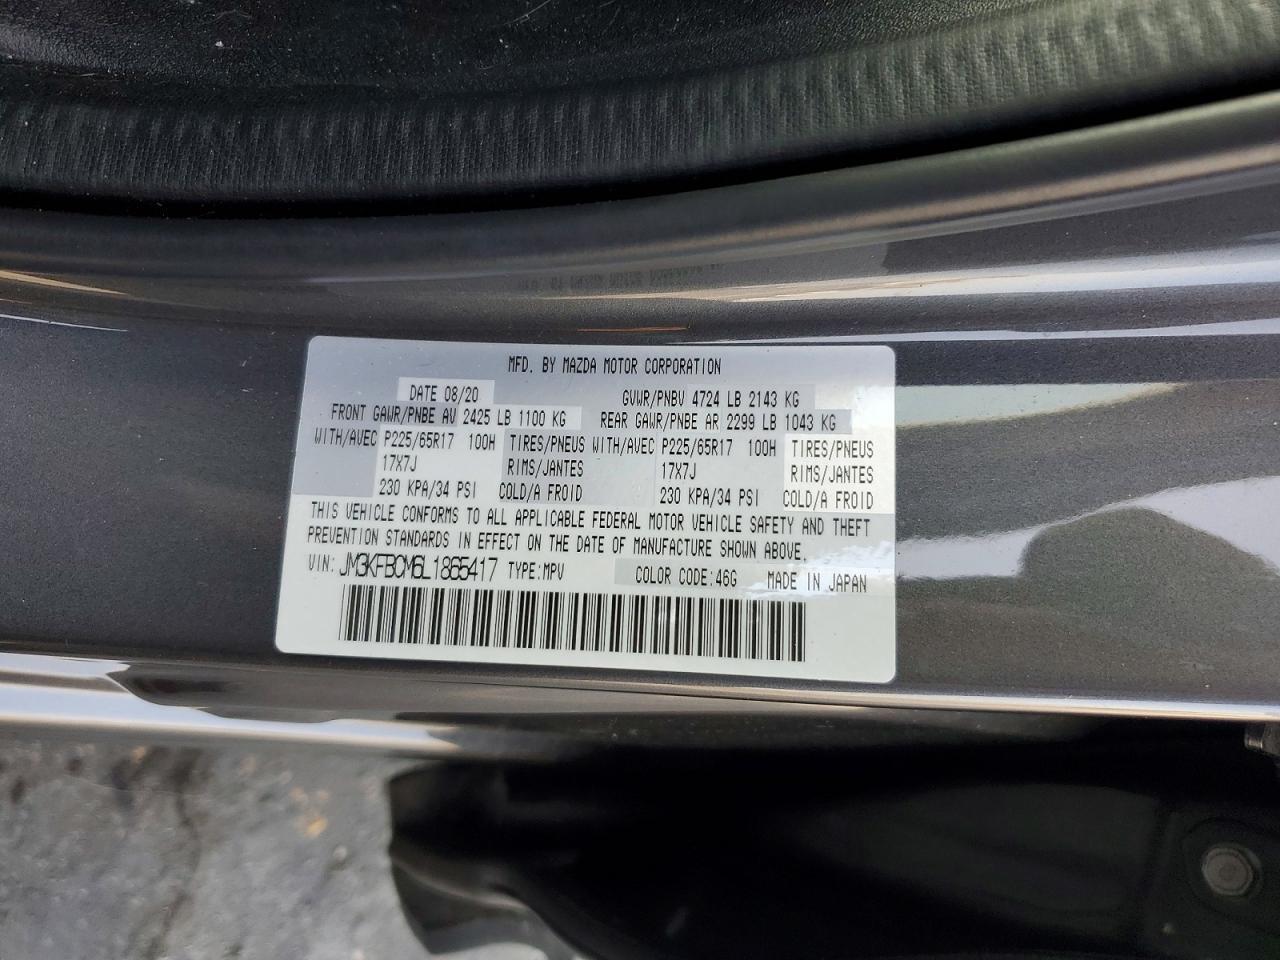 MFD. BY MAZDA MOTOR CORPORATION
DATE 08/20 GVWR/PNBV 4724 LB 2143 KG
FRONT GAWR/PNBE AV 2425 LB 1100 KG REAR GAWR/PNBE AR 2299 LB 1043 KG
WITH/AVEC P225/65R17 100H TIRES/PNEUS WITH/AVEC P225/65R17 100H TIRES/PNEUS
17X7J RIMS/JANTES 17X7J RIMS/JANTES
230 KPA/34 PSI COLD/A FROID 230 KPA/34 PSI COLD/A FROID
THIS VEHICLE CONFORMS TO ALL APPLICABLE FEDERAL MOTOR VEHICLE SAFETY AND THEFT
PREVENTION STANDARDS IN EFFECT ON THE DATE OF MANUFACTURE SHOWN ABOVE.
VIN: JM3KFBCM6L1865417 TYPE:MPV COLOR CODE:46G MADE IN JAPAN